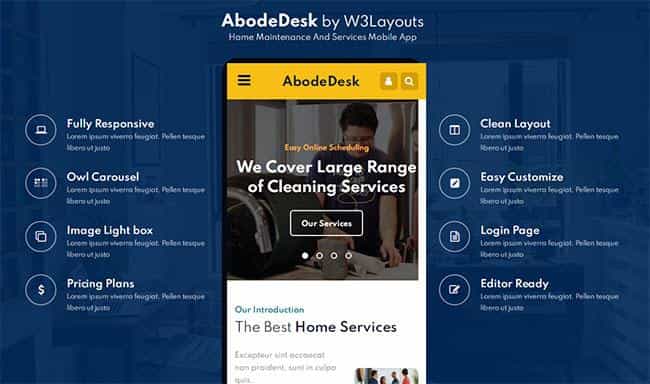 AbodeDesk by W3Layouts
Home Maintenance And Services Mobile App
Fully Responsive
Lorem ipsum viverra feugiat. Pellen tesque
libero ut justo
Owl Carousel
Lorem ipsum viverra feugiat. Pellen tesque
libero ut justo
Image Light box
Lorem ipsum viverra feugiat. Pellen tesque
libero ut justo
Pricing Plans
Lorem ipsum viverra feugiat. Pellen tesque
libero ut justo
AbodeDesk
Easy Online Scheduling
We Cover Large Range
of Cleaning Services
Our Services
Our Introduction
The Best Home Services
Excepteur sint occaecat
non proident, sunt in culpa
quis.
Clean Layout
Lorem ipsum viverra feugiat. Pellen tesque
libero ut justo
Easy Customize
Lorem ipsum viverra feugiat. Pellen tesque
libero ut justo
Login Page
Lorem ipsum viverra feugiat. Pellen tesque
libero ut justo
Editor Ready
Lorem ipsum viverra feugiat. Pellen tesque
libero ut justo